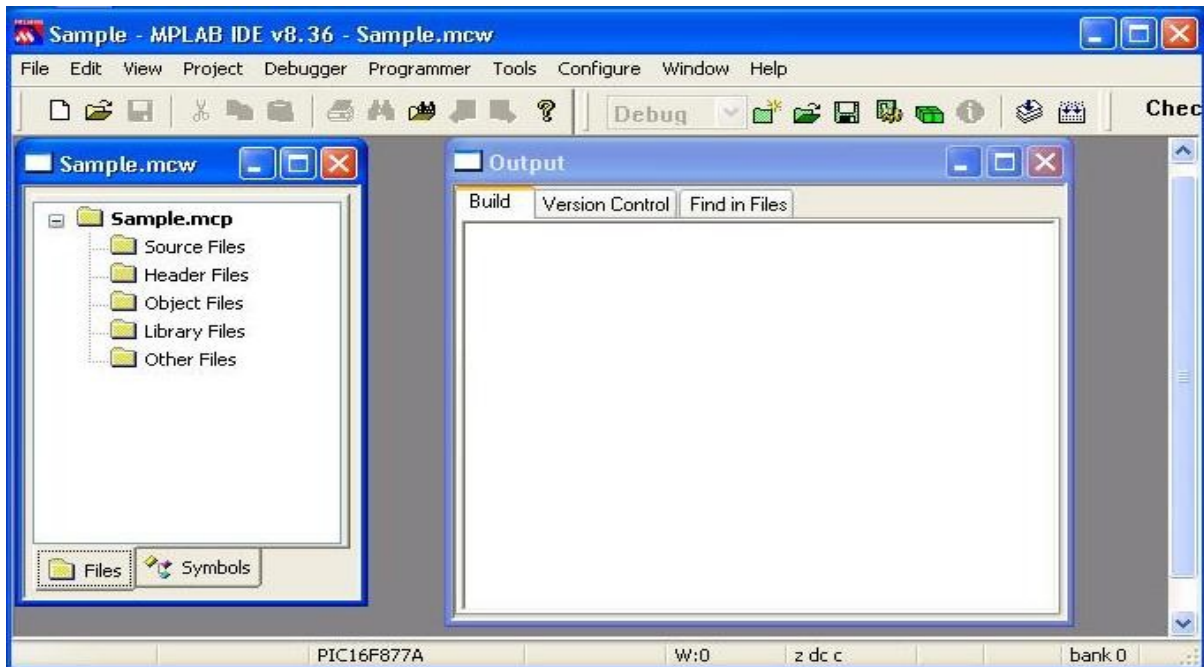 Sample - MPLAB IDE v8.36 - Sample.mcw
File Edit View Project Debugger Programmer Tools Configure Window Help
Debug
Chec
Sample.mcw
Sample.mcp
Source Files
Header Files
Object Files
Library Files
Other Files
Files
Symbols
Output
Build
Version Control
Find in Files
PIC16F877A
W:0
z dc c
bank 0